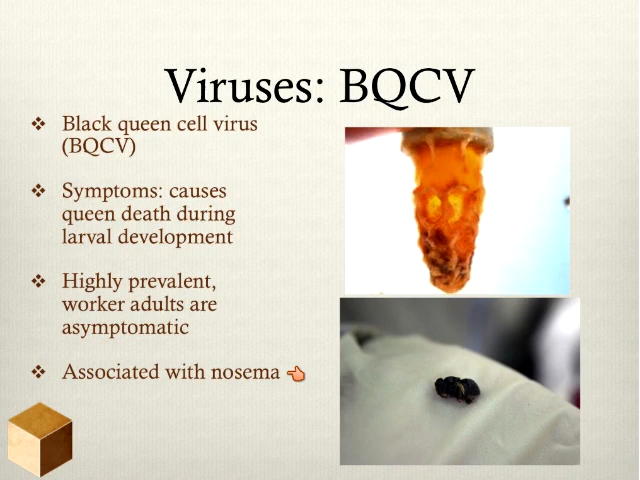 Viruses: BQCV
❖ Black queen cell virus
(BQCV)
❖ Symptoms: causes
queen death during
larval development
❖ Highly prevalent,
worker adults are
asymptomatic
❖ Associated with nosema 👈